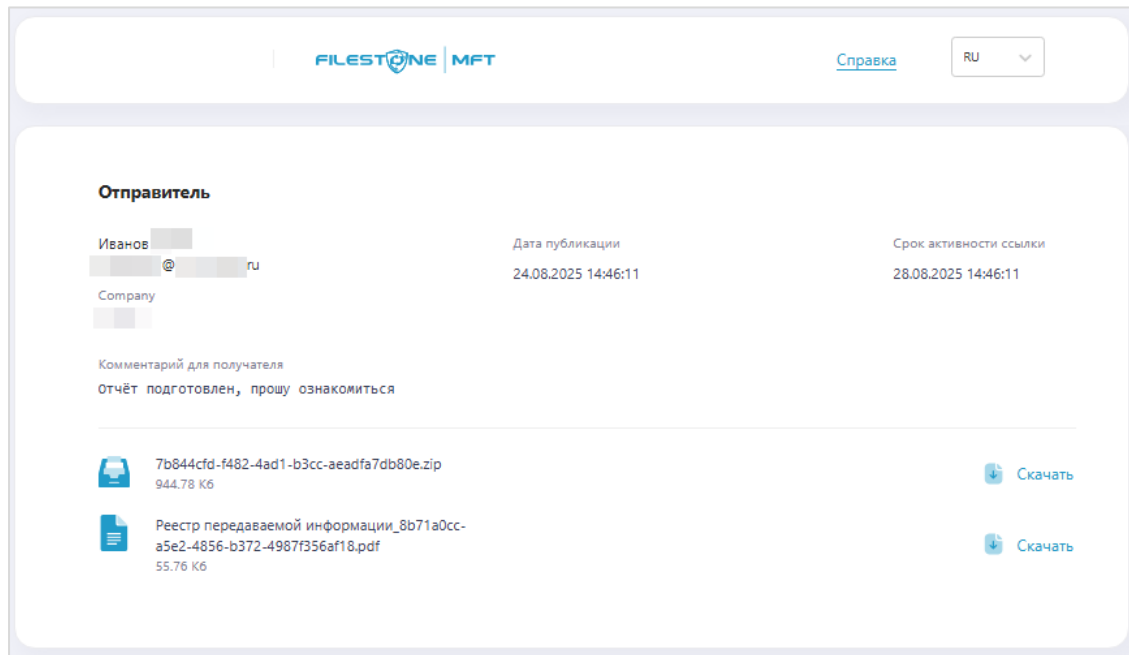 FILESTONE MFT
Справка
RU
Отправитель
Иванов
@ ru
Company
Дата публикации
24.08.2025 14:46:11
Срок активности ссылки
28.08.2025 14:46:11
Комментарий для получателя
Отчёт подготовлен, прошу ознакомиться
7b844cfd-f482-4ad1-b3cc-aeadfa7db80e.zip
944.78 Кб
Скачать
Реестр передаваемой информации_8b71a0cc-
a5e2-4856-b372-4987f356af18.pdf
55.76 Кб
Скачать